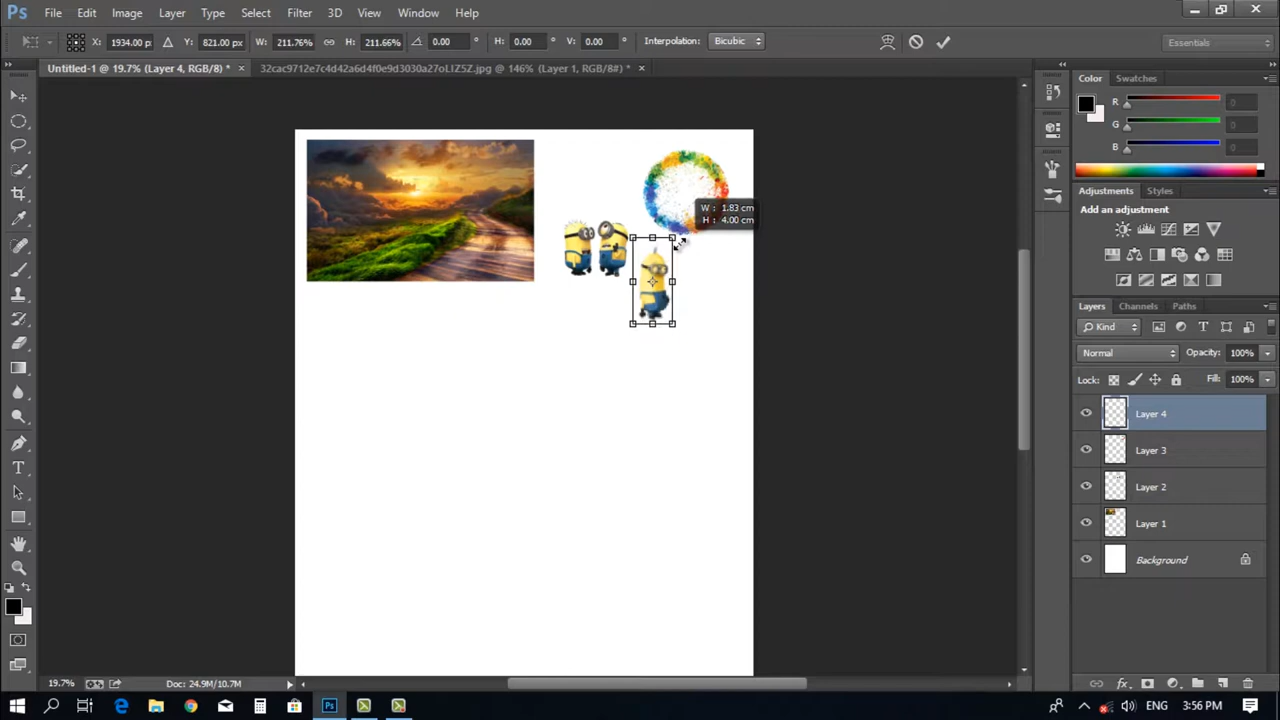 Ps File Edit Image Layer Type Select Filter 3D View Window Help
X: 1934.00 px Y: 821.00 px W: 211.76% H: 211.66% 0.00 ° H: 0.00 ° V: 0.00 ° Interpolation: Bicubic Essentials
Untitled-1 @ 19.7% (Layer 4, RGB/8) * × 32cac9712e7c4d42a6d4f0e9d3030a27oLIZ5Z.jpg @ 146% (Layer 1, RGB/8#) * ×
Color Swatches
R 0
G 0
B 0
Adjustments Styles
Add an adjustment
W: 1.83 cm
H: 4.00 cm
Layers Channels Paths
Kind
Normal Opacity: 100%
Lock: Fill: 100%
Layer 4
Layer 3
Layer 2
Layer 1
Background
19.7% Doc: 24.9M/10.7M
ENG 3:56 PM